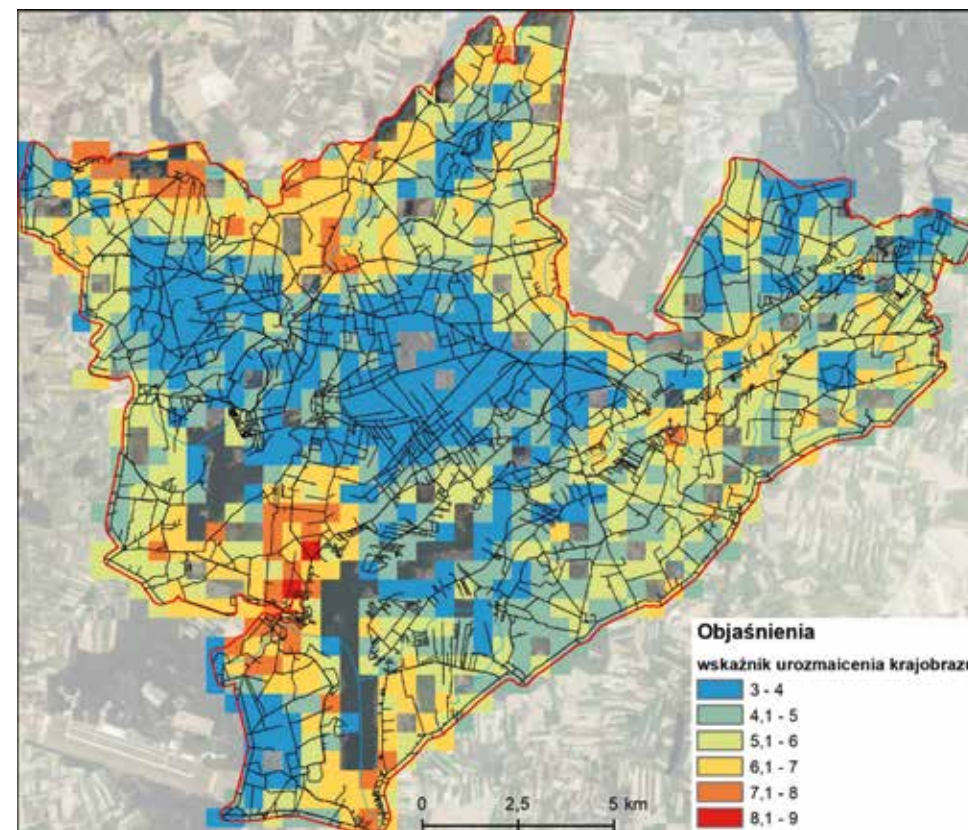 Objaśnienia
wskaźnik urozmaicenia krajobrazu
3 - 4
4,1 - 5
5,1 - 6
6,1 - 7
7,1 - 8
8,1 - 9
0 2,5 5 km